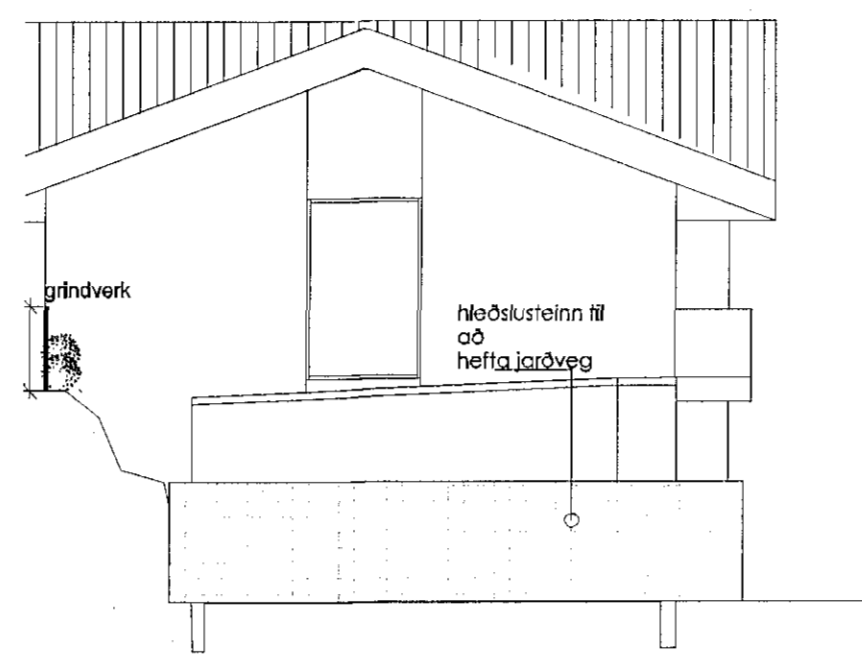 grindverk
hleðslusteinn til
að
hefta jarðveg